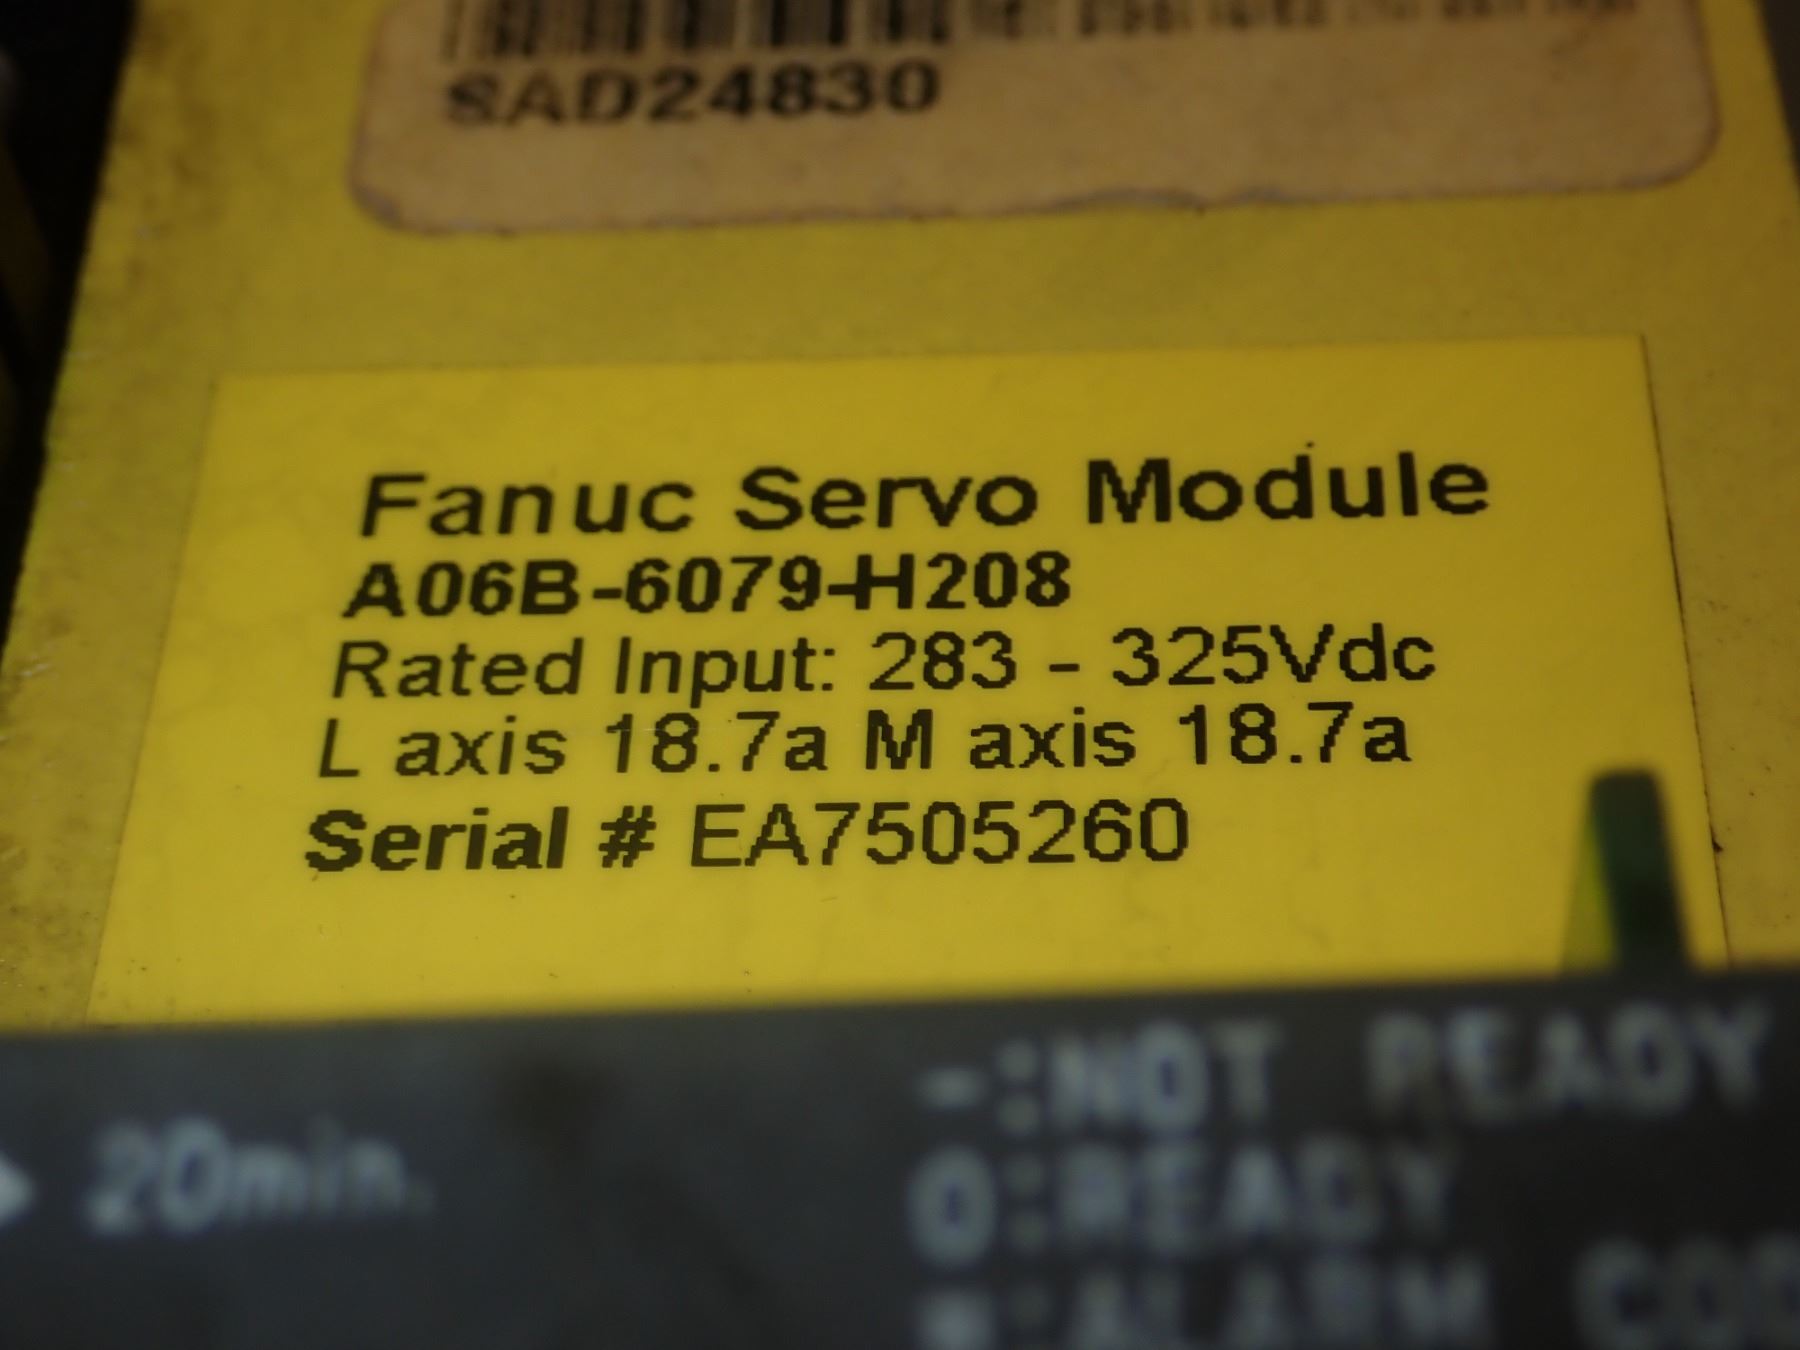 SAD24830
Fanuc Servo Module
A06B-6079-H208
Rated Input: 283 - 325Vdc
L axis 18.7a M axis 18.7a
Serial # EA7505260
-:NOT READY
20min.
0:READY
ALARM